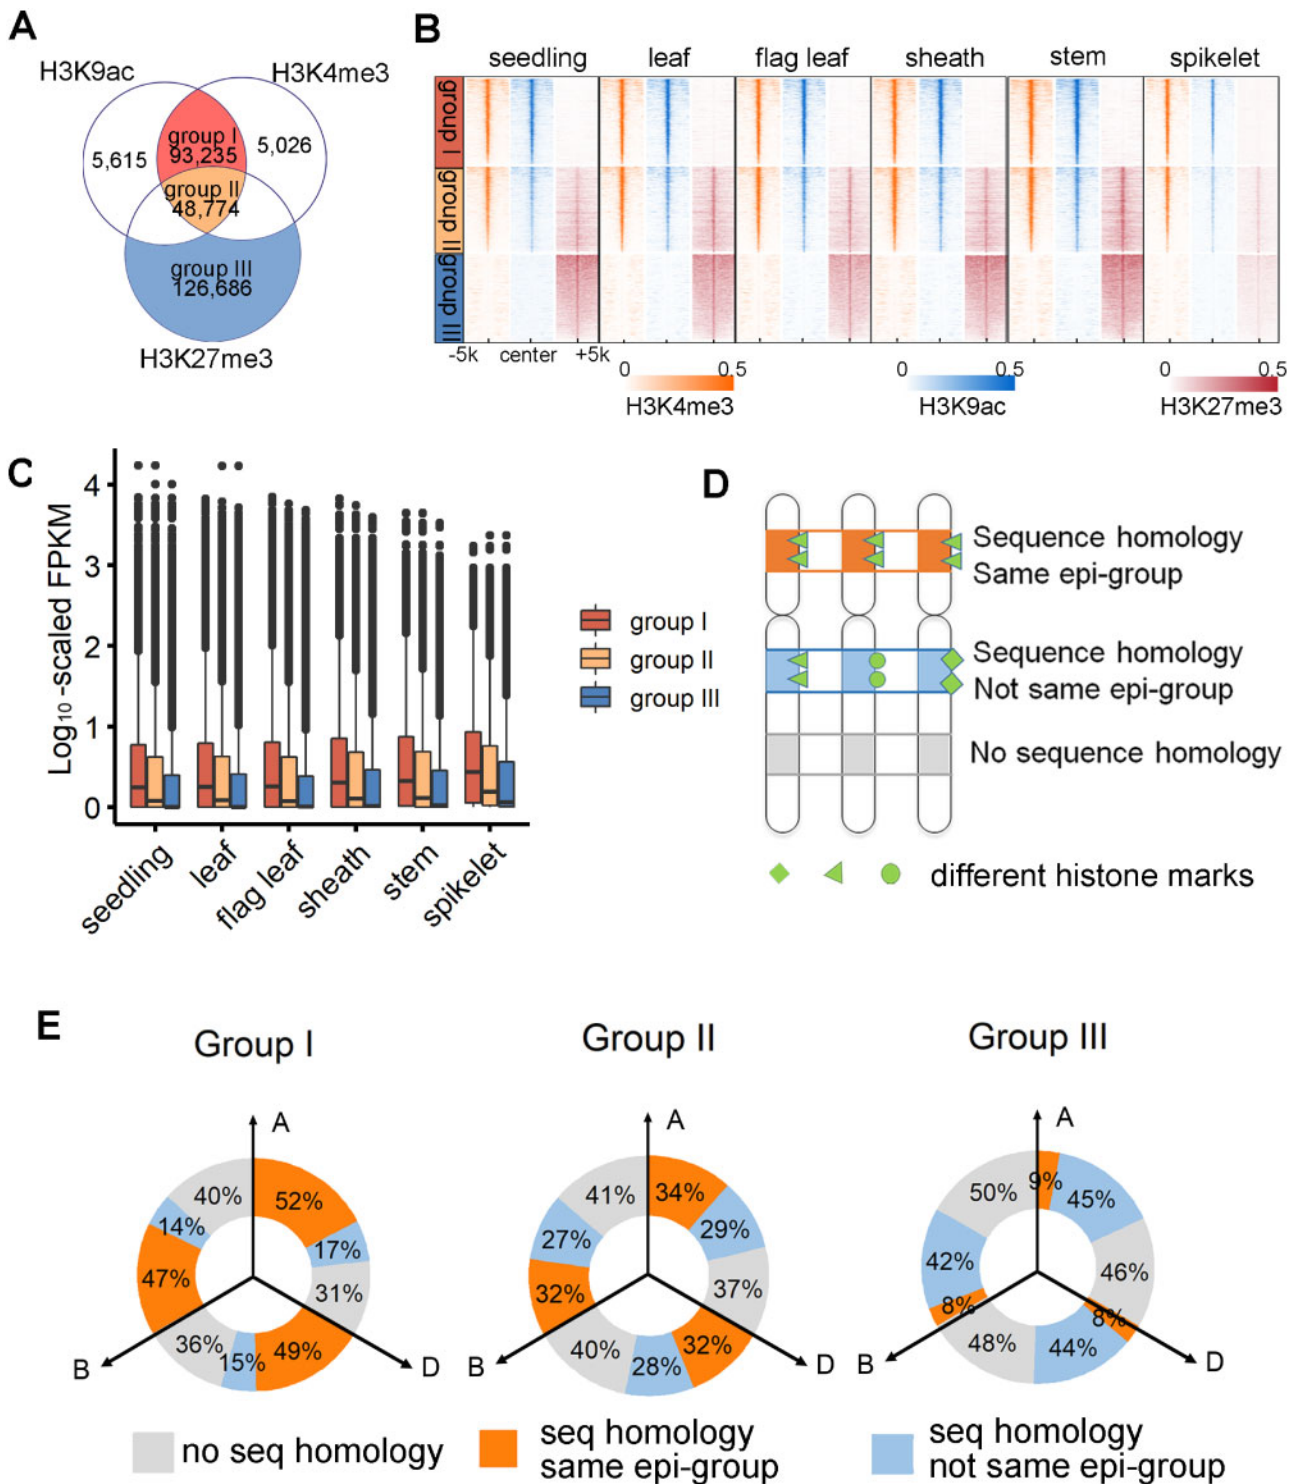 A
H3K9ac
H3K4me3
group I
93,235
5,615
5,026
group II
48,774
group III
126,686
H3K27me3
B
seedling leaf flag leaf sheath stem spikelet
group I
group II
group III
-5k center +5k
0 0.5
H3K4me3
0 0.5
H3K9ac
0 0.5
H3K27me3
C
Log10 -scaled FPKM
4
3
2
1
0
seedling
leaf
flag leaf
sheath
stem
spikelet
group I
group II
group III
D
Sequence homology
Same epi-group
Sequence homology
Not same epi-group
No sequence homology
different histone marks
E
Group I
A
B
D
52%
17%
31%
49%
15%
36%
47%
14%
40%
Group II
A
B
D
34%
29%
37%
32%
28%
40%
32%
27%
41%
Group III
A
B
D
9%
45%
46%
8%
44%
48%
8%
42%
50%
no seq homology
seq homology
same epi-group
seq homology
not same epi-group